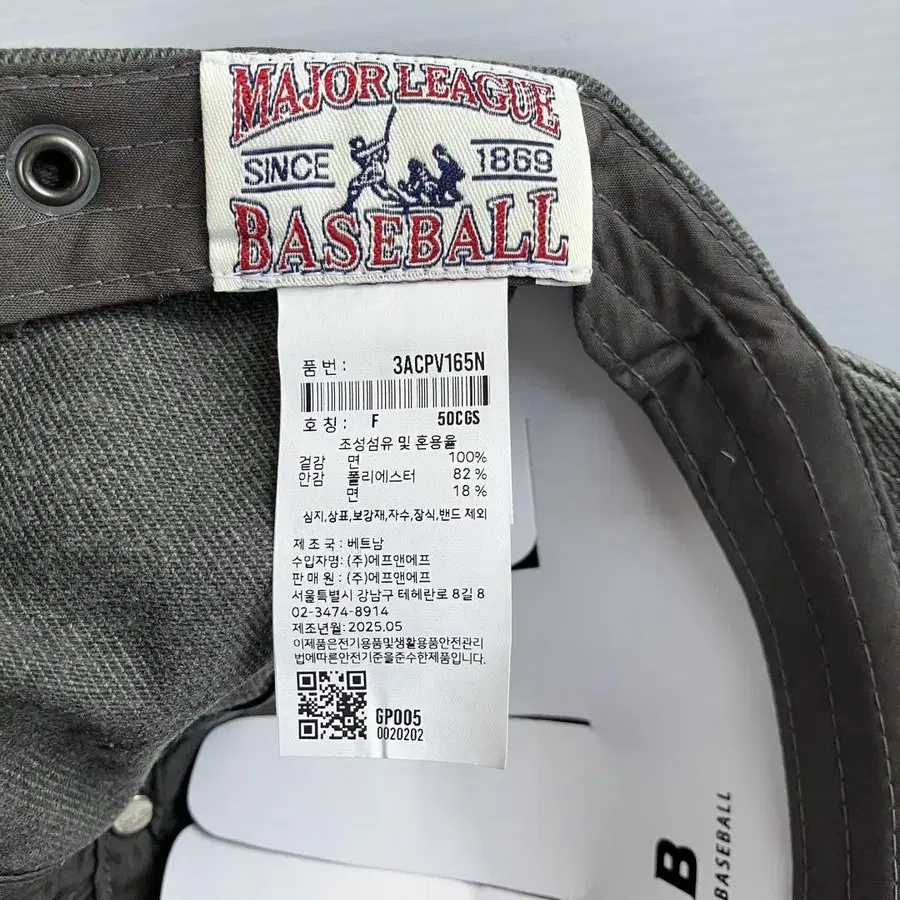 MAJOR LEAGUE
SINCE 1869
BASEBALL
품 번 : 3ACPV165N
호 칭 : F 50CGS
조성섬유 및 혼용율
겉감 면 100%
안감 폴리에스터 82 %
면 18 %
심지,상표,보강재,자수,장식,밴드 제외
제 조 국 : 베트남
수입자명: (주)에프앤에프
판 매 원 : (주)에프앤에프
서울특별시 강남구 테헤란로 8길 8
02-3474-8914
제조년월: 2025.05
이제품은전기용품및생활용품안전관리
법에따른안전기준을준수한제품입니다.
GP005
0020202
B
BASEBALL